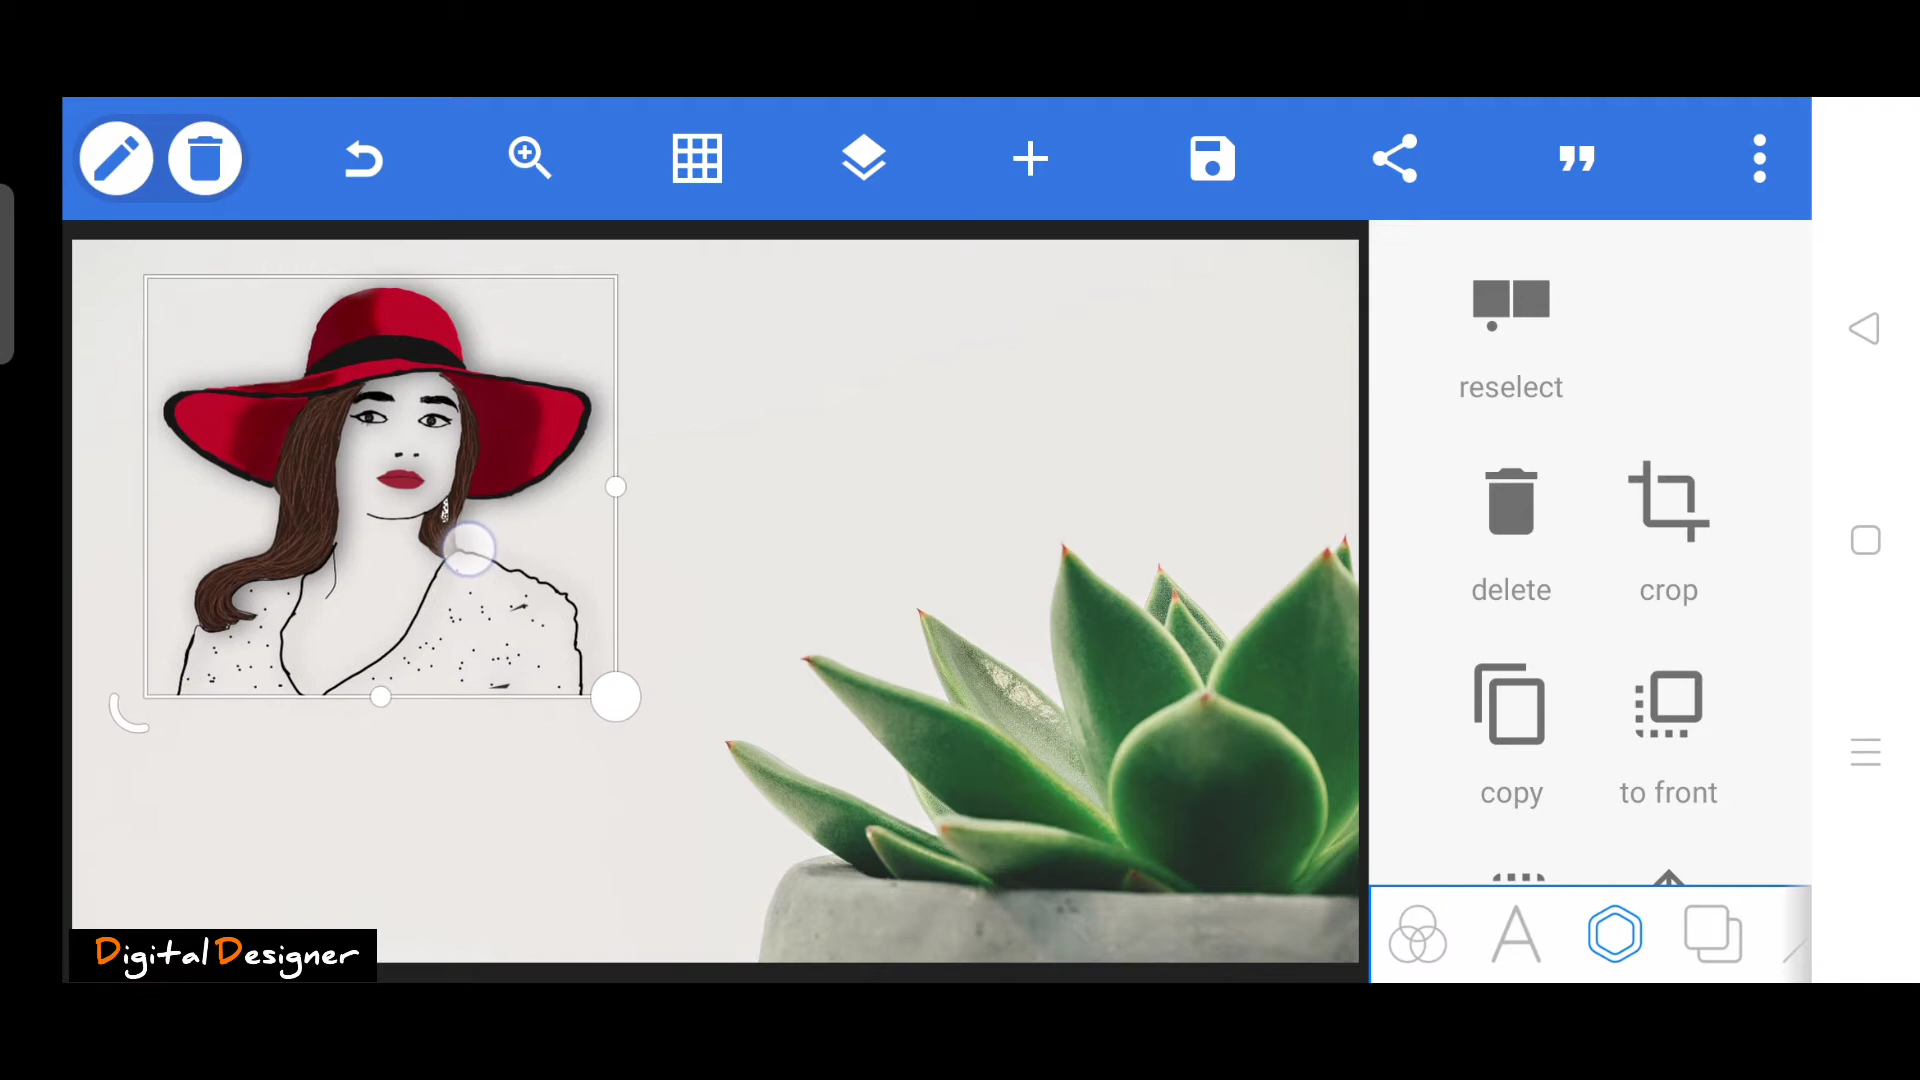 reselect
delete
crop
copy
to front
Digital Designer